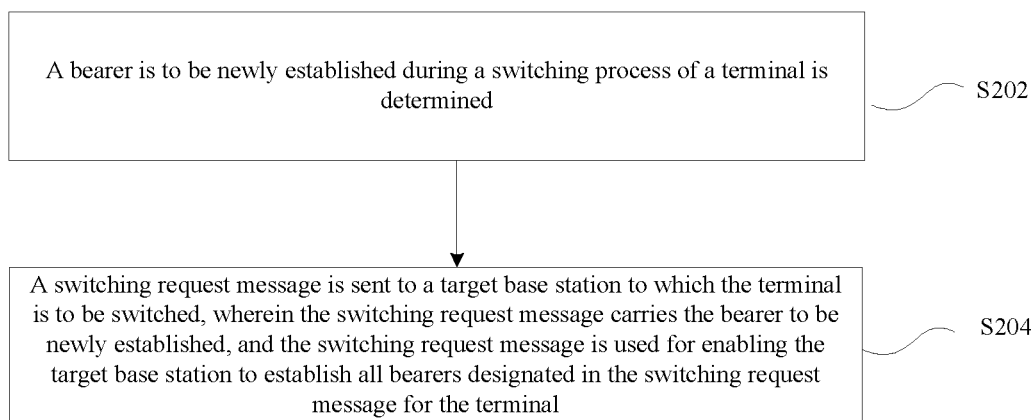 A bearer is to be newly established during a switching process of a terminal is
determined
S202
A switching request message is sent to a target base station to which the terminal
is to be switched, wherein the switching request message carries the bearer to be
newly established, and the switching request message is used for enabling the
target base station to establish all bearers designated in the switching request
message for the terminal
S204